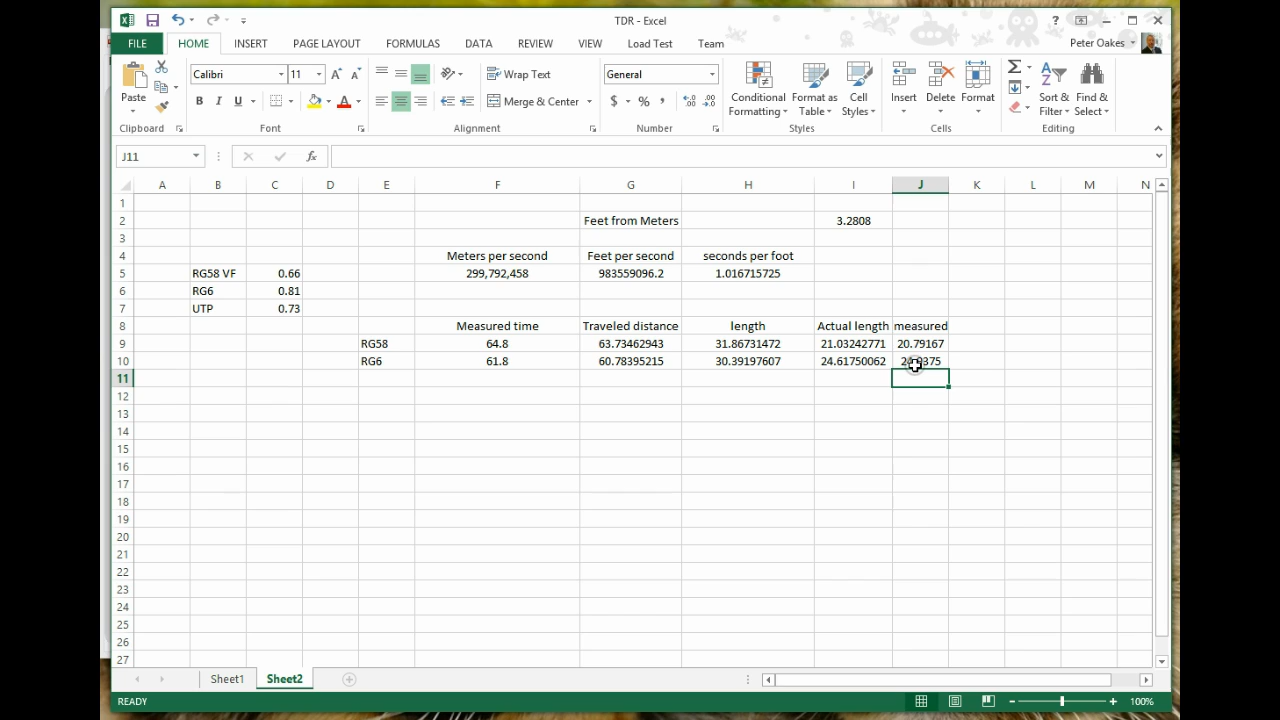 TDR - Excel
?
FILE HOME INSERT PAGE LAYOUT FORMULAS DATA REVIEW VIEW Load Test Team Peter Oakes
Paste Calibri 11 B I U Wrap Text Merge & Center General $ % , Conditional Formatting Format as Table Cell Styles Insert Delete Format Sort & Filter Find & Select
Clipboard Font Alignment Number Styles Cells Editing
J11 fx
A B C D E F G H I J K L M N
1
2 Feet from Meters 3.2808
3
4 Meters per second Feet per second seconds per foot
5 RG58 VF 0.66 299,792,458 983559096.2 1.016715725
6 RG6 0.81
7 UTP 0.73
8 Measured time Traveled distance length Actual length measured
9 RG58 64.8 63.73462943 31.86731472 21.03242771 20.79167
10 RG6 61.8 60.78395215 30.39197607 24.61750062
11
12
13
14
15
16
17
18
19
20
21
22
23
24
25
26
27
Sheet1 Sheet2
READY 100%